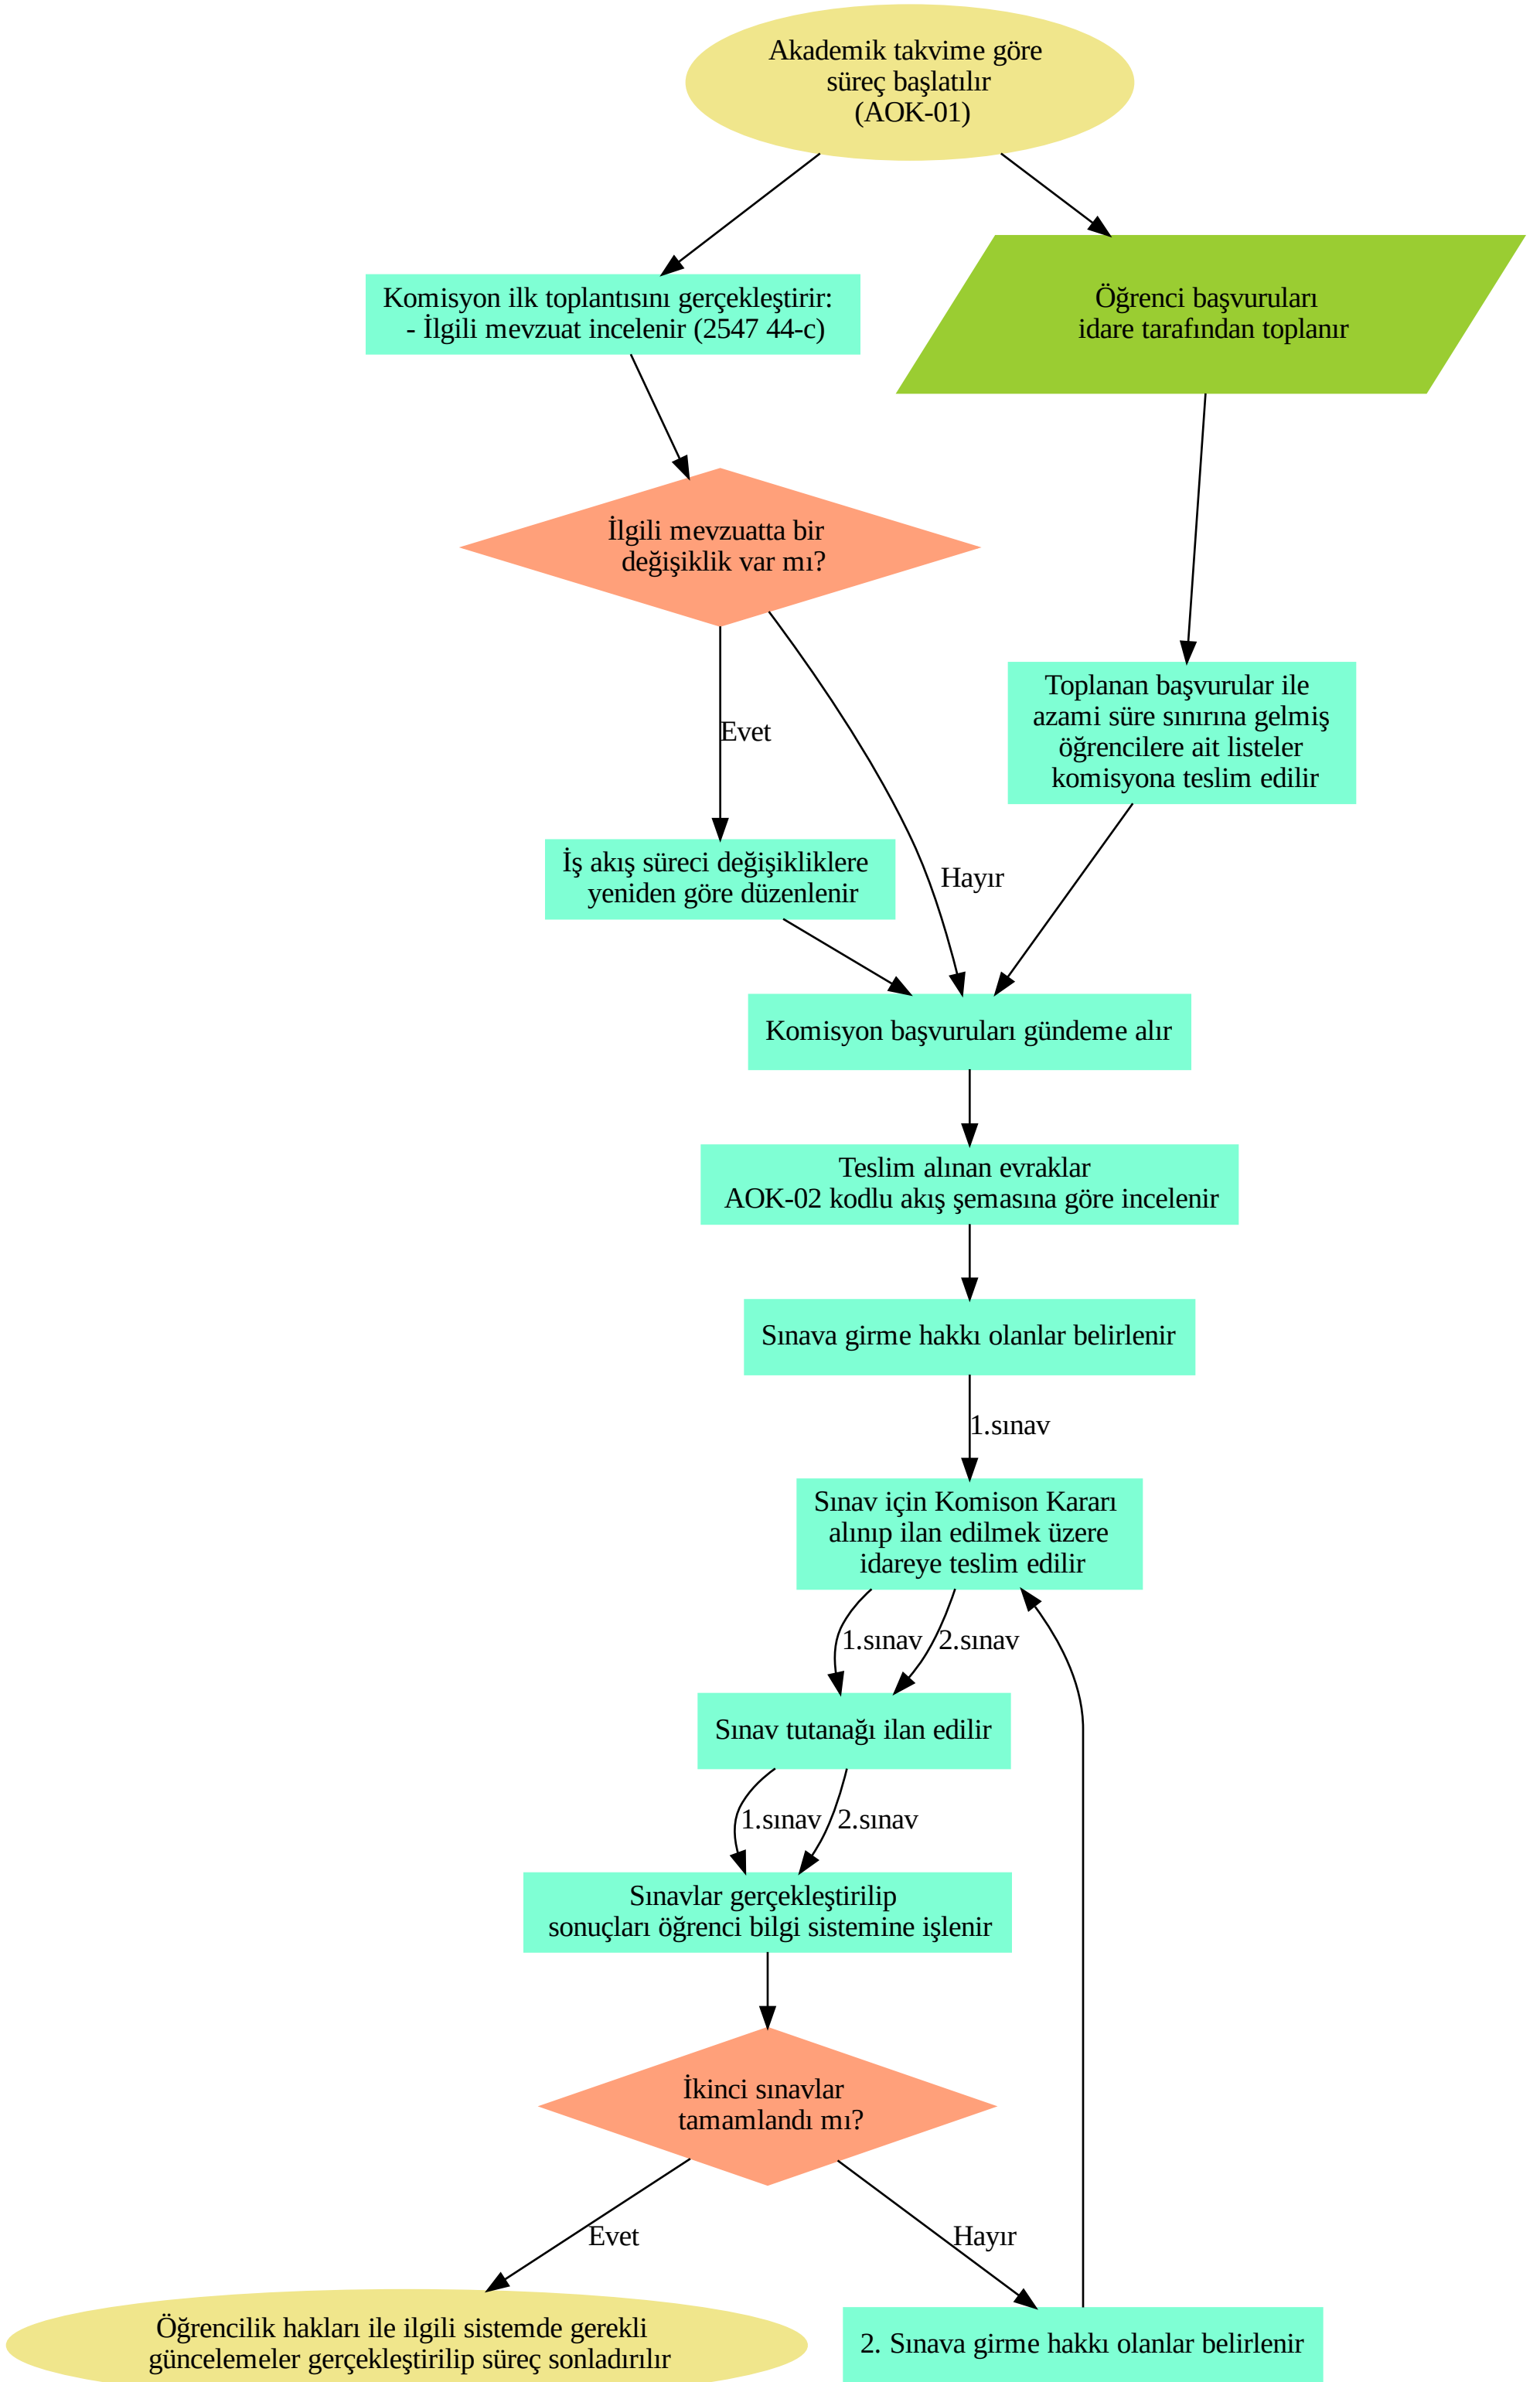 Akademik takvime göre
süreç başlatılır
(AOK-01)
Komisyon ilk toplantısını gerçekleştirir:
- İlgili mevzuat incelenir (2547 44-c)
Öğrenci başvuruları
idare tarafından toplanır
İlgili mevzuatta bir
değişiklik var mı?
Toplanan başvurular ile
azami süre sınırına gelmiş
öğrencilere ait listeler
komisyona teslim edilir
Evet
İş akış süreci değişikliklere
yeniden göre düzenlenir
Hayır
Komisyon başvuruları gündeme alır
Teslim alınan evraklar
AOK-02 kodlu akış şemasına göre incelenir
Sınava girme hakkı olanlar belirlenir
1.sınav
Sınav için Komison Kararı
alınıp ilan edilmek üzere
idareye teslim edilir
1.sınav
2.sınav
Sınav tutanağı ilan edilir
1.sınav
2.sınav
Sınavlar gerçekleştirilip
sonuçları öğrenci bilgi sistemine işlenir
İkinci sınavlar
tamamlandı mı?
Evet
Hayır
Öğrencilik hakları ile ilgili sistemde gerekli
güncelemeler gerçekleştirilip süreç sonladırılır
2. Sınava girme hakkı olanlar belirlenir